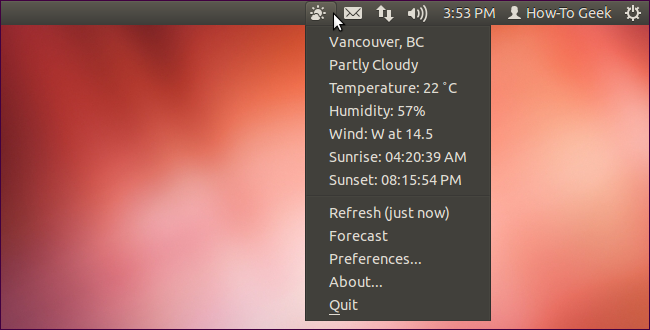 3:53 PM How-To Geek
Vancouver, BC
Partly Cloudy
Temperature: 22 ˚C
Humidity: 57%
Wind: W at 14.5
Sunrise: 04:20:39 AM
Sunset: 08:15:54 PM
Refresh (just now)
Forecast
Preferences...
About...
Quit